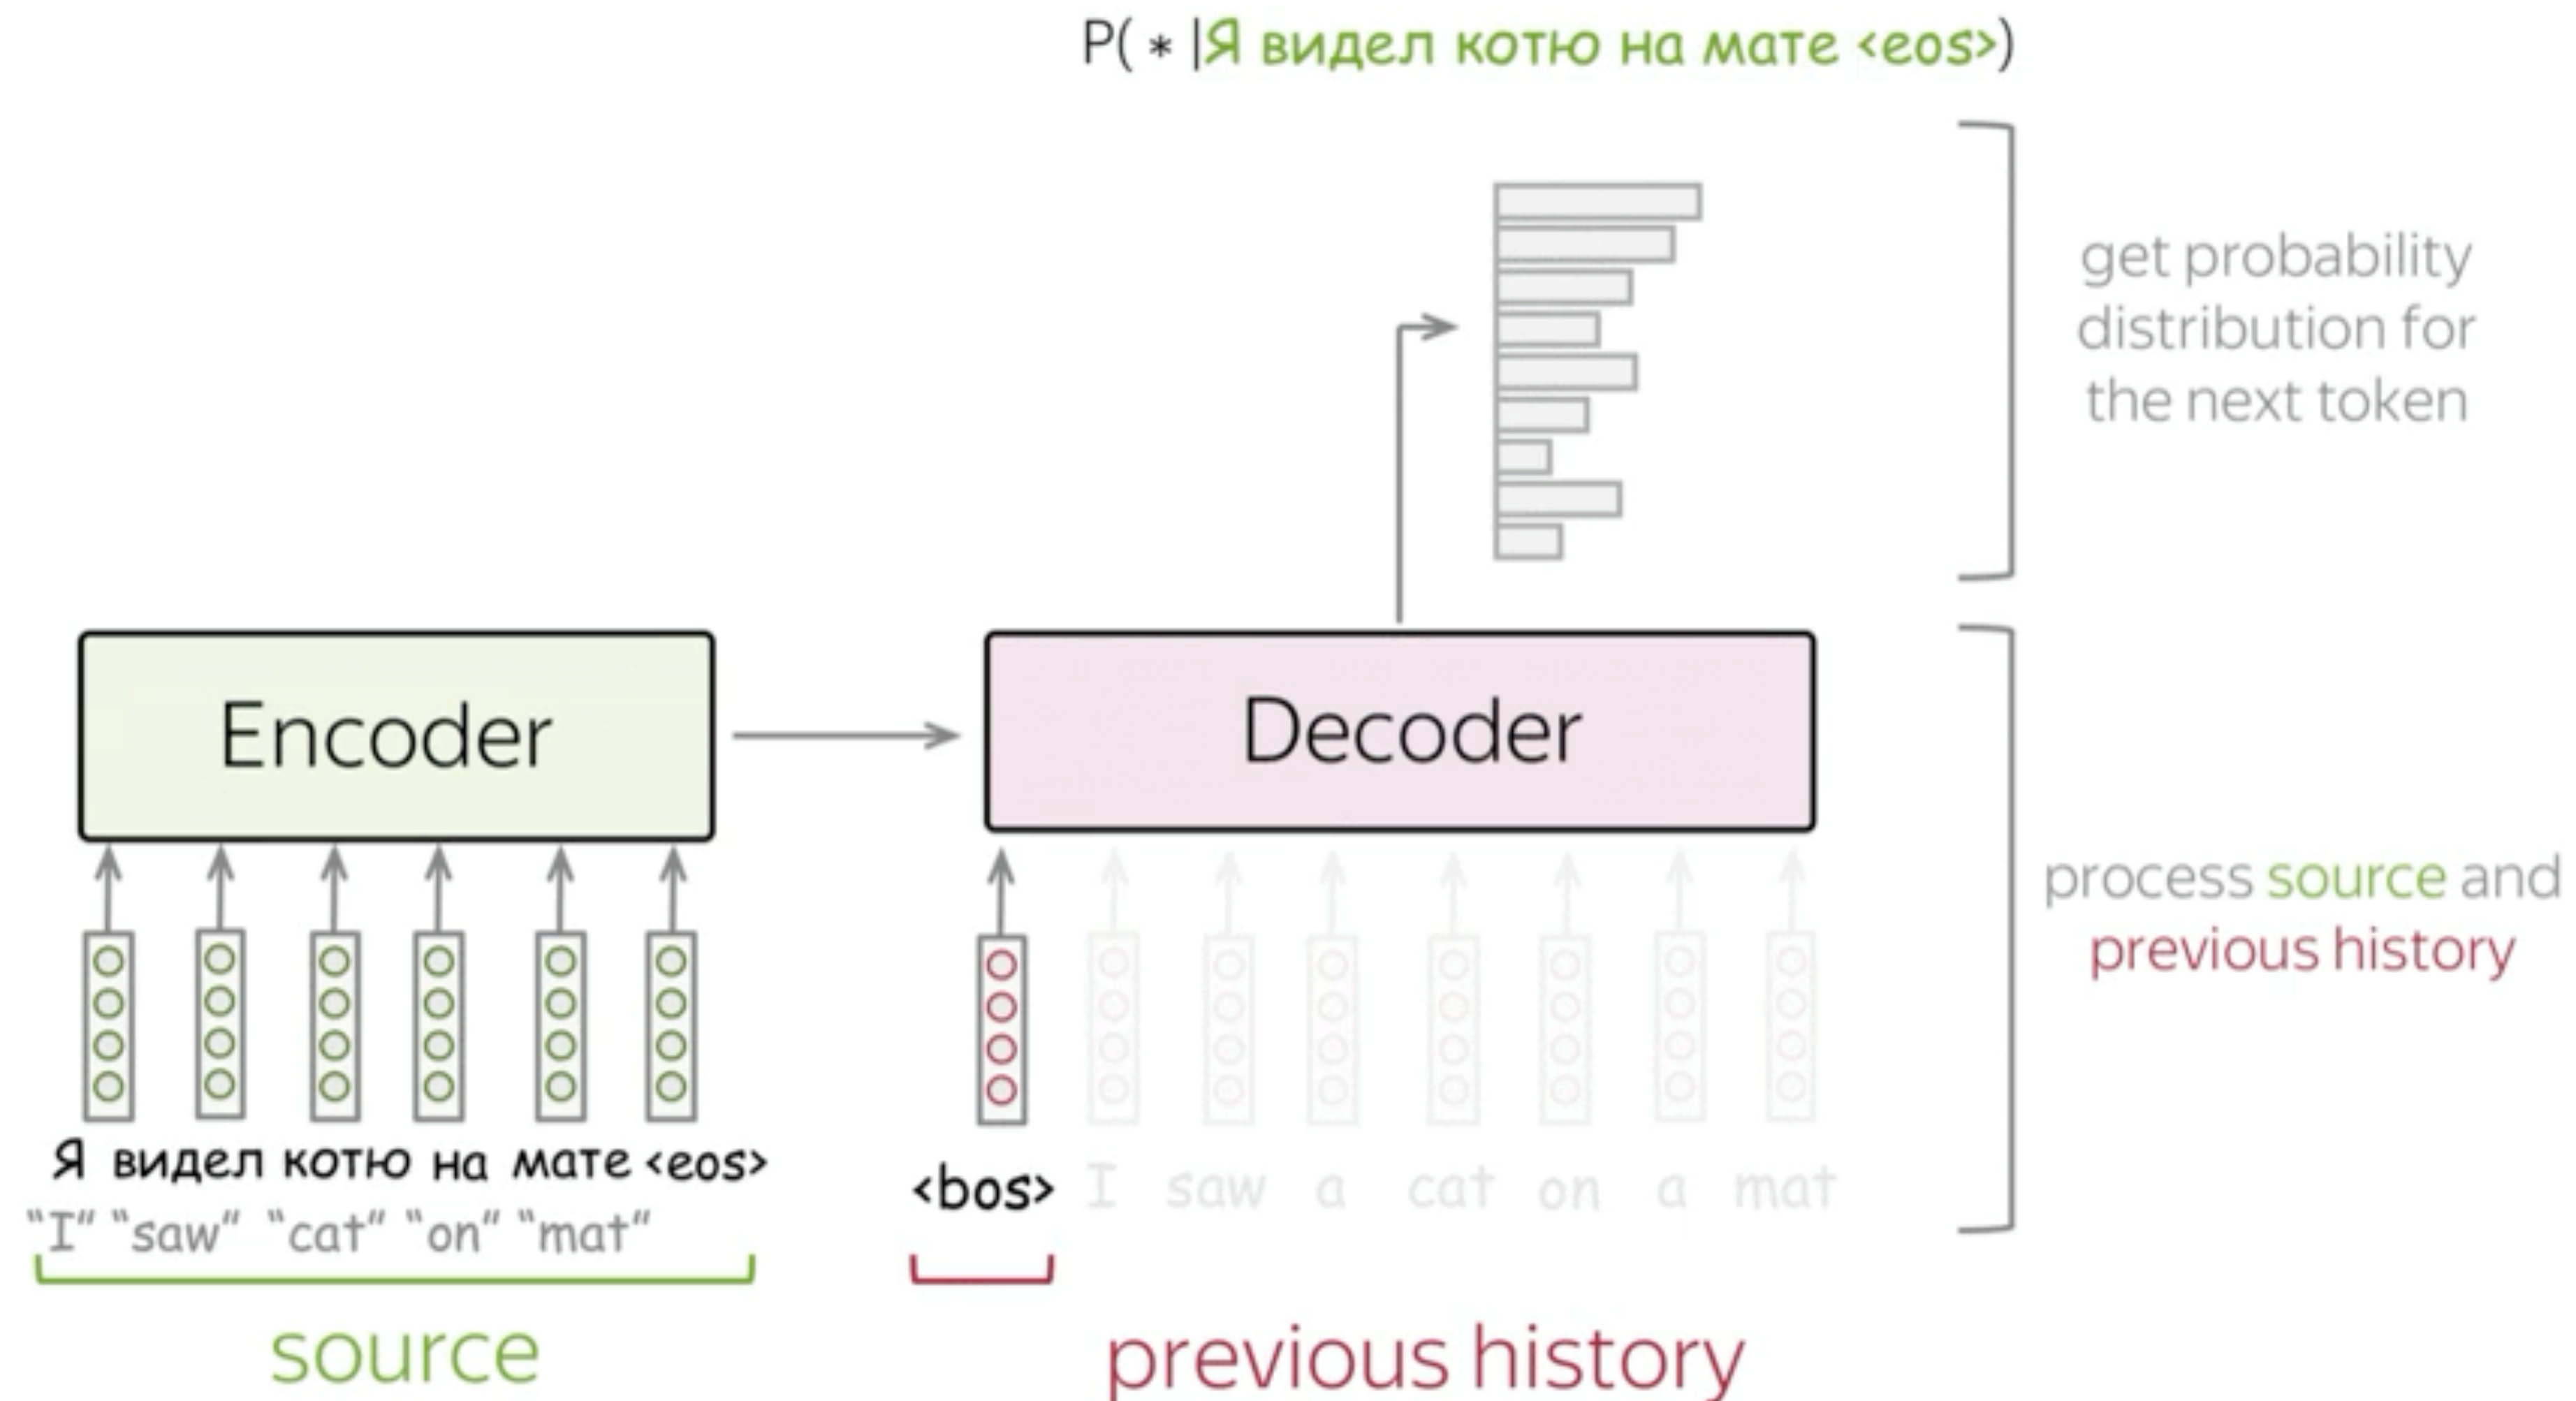 P( * |Я видел котю на мате <eos>)
get probability
distribution for
the next token
Encoder
Decoder
process source and
previous history
Я видел котю на мате <eos>
"I" "saw" "cat" "on" "mat"
<bos> I saw a cat on a mat
source
previous history